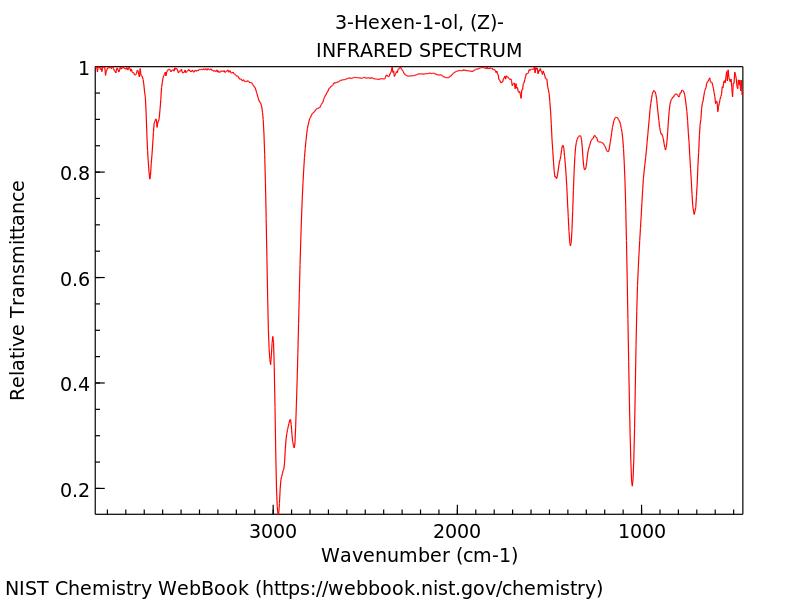 3-Hexen-1-ol, (Z)-
INFRARED SPECTRUM
1
0.8
0.6
0.4
0.2
Relative Transmittance
3000 2000 1000
Wavenumber (cm-1)
NIST Chemistry WebBook (https://webbook.nist.gov/chemistry)